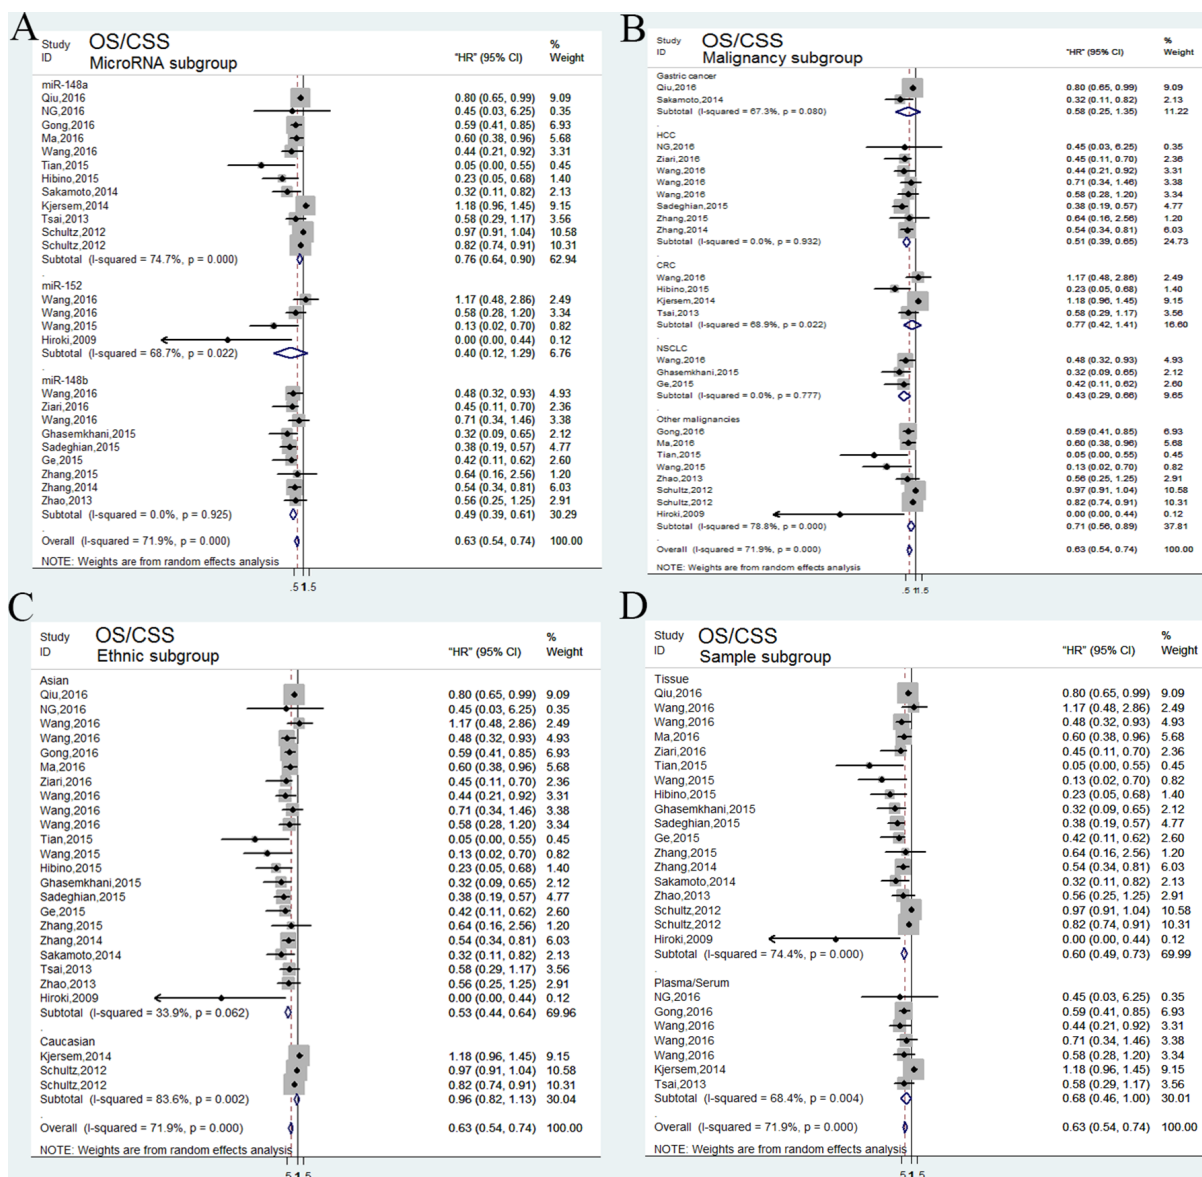 A
Study OS/CSS %
ID MicroRNA subgroup "HR" (95% CI) Weight
miR-148a
Qiu,2016 0.80 (0.65, 0.99) 9.09
NG,2016 0.45 (0.03, 6.25) 0.35
Gong,2016 0.59 (0.41, 0.85) 6.93
Ma,2016 0.60 (0.38, 0.96) 5.68
Wang,2016 0.44 (0.21, 0.92) 3.31
Tian,2015 0.05 (0.00, 0.55) 0.45
Hibino,2015 0.23 (0.05, 0.68) 1.40
Sakamoto,2014 0.32 (0.11, 0.82) 2.13
Kjersem,2014 1.18 (0.96, 1.45) 9.15
Tsai,2013 0.58 (0.29, 1.17) 3.56
Schultz,2012 0.97 (0.91, 1.04) 10.58
Schultz,2012 0.82 (0.74, 0.91) 10.31
Subtotal (I-squared = 74.7%, p = 0.000) 0.76 (0.64, 0.90) 62.94
.
miR-152
Wang,2016 1.17 (0.48, 2.86) 2.49
Wang,2016 0.58 (0.28, 1.20) 3.34
Wang,2015 0.13 (0.02, 0.70) 0.82
Hiroki,2009 0.00 (0.00, 0.44) 0.12
Subtotal (I-squared = 68.7%, p = 0.022) 0.40 (0.12, 1.29) 6.76
.
miR-148b
Wang,2016 0.48 (0.32, 0.93) 4.93
Ziari,2016 0.45 (0.11, 0.70) 2.36
Wang,2016 0.71 (0.34, 1.46) 3.38
Ghasemkhani,2015 0.32 (0.09, 0.65) 2.12
Sadeghian,2015 0.38 (0.19, 0.57) 4.77
Ge,2015 0.42 (0.11, 0.62) 2.60
Zhang,2015 0.64 (0.16, 2.56) 1.20
Zhang,2014 0.54 (0.34, 0.81) 6.03
Zhao,2013 0.56 (0.25, 1.25) 2.91
Subtotal (I-squared = 0.0%, p = 0.925) 0.49 (0.39, 0.61) 30.29
.
Overall (I-squared = 71.9%, p = 0.000) 0.63 (0.54, 0.74) 100.00
NOTE: Weights are from random effects analysis
.5 1 1.5
B
Study OS/CSS %
ID Malignancy subgroup "HR" (95% CI) Weight
Gastric cancer
Qiu,2016 0.80 (0.65, 0.99) 9.09
Sakamoto,2014 0.32 (0.11, 0.82) 2.13
Subtotal (I-squared = 67.3%, p = 0.080) 0.58 (0.25, 1.35) 11.22
.
HCC
NG,2016 0.45 (0.03, 6.25) 0.35
Ziari,2016 0.45 (0.11, 0.70) 2.36
Wang,2016 0.44 (0.21, 0.92) 3.31
Wang,2016 0.71 (0.34, 1.46) 3.38
Wang,2016 0.58 (0.28, 1.20) 3.34
Sadeghian,2015 0.38 (0.19, 0.57) 4.77
Zhang,2015 0.64 (0.16, 2.56) 1.20
Zhang,2014 0.54 (0.34, 0.81) 6.03
Subtotal (I-squared = 0.0%, p = 0.932) 0.51 (0.39, 0.65) 24.73
.
CRC
Wang,2016 1.17 (0.48, 2.86) 2.49
Hibino,2015 0.23 (0.05, 0.68) 1.40
Kjersem,2014 1.18 (0.96, 1.45) 9.15
Tsai,2013 0.58 (0.29, 1.17) 3.56
Subtotal (I-squared = 68.9%, p = 0.022) 0.77 (0.42, 1.41) 16.60
.
NSCLC
Wang,2016 0.48 (0.32, 0.93) 4.93
Ghasemkhani,2015 0.32 (0.09, 0.65) 2.12
Ge,2015 0.42 (0.11, 0.62) 2.60
Subtotal (I-squared = 0.0%, p = 0.777) 0.43 (0.29, 0.66) 9.65
.
Other malignancies
Gong,2016 0.59 (0.41, 0.85) 6.93
Ma,2016 0.60 (0.38, 0.96) 5.68
Tian,2015 0.05 (0.00, 0.55) 0.45
Wang,2015 0.13 (0.02, 0.70) 0.82
Zhao,2013 0.56 (0.25, 1.25) 2.91
Schultz,2012 0.97 (0.91, 1.04) 10.58
Schultz,2012 0.82 (0.74, 0.91) 10.31
Hiroki,2009 0.00 (0.00, 0.44) 0.12
Subtotal (I-squared = 78.8%, p = 0.000) 0.71 (0.56, 0.89) 37.81
.
Overall (I-squared = 71.9%, p = 0.000) 0.63 (0.54, 0.74) 100.00
NOTE: Weights are from random effects analysis
.5 1 1.5
C
Study OS/CSS %
ID Ethnic subgroup "HR" (95% CI) Weight
Asian
Qiu,2016 0.80 (0.65, 0.99) 9.09
NG,2016 0.45 (0.03, 6.25) 0.35
Wang,2016 1.17 (0.48, 2.86) 2.49
Wang,2016 0.48 (0.32, 0.93) 4.93
Gong,2016 0.59 (0.41, 0.85) 6.93
Ma,2016 0.60 (0.38, 0.96) 5.68
Ziari,2016 0.45 (0.11, 0.70) 2.36
Wang,2016 0.44 (0.21, 0.92) 3.31
Wang,2016 0.71 (0.34, 1.46) 3.38
Wang,2016 0.58 (0.28, 1.20) 3.34
Tian,2015 0.05 (0.00, 0.55) 0.45
Wang,2015 0.13 (0.02, 0.70) 0.82
Hibino,2015 0.23 (0.05, 0.68) 1.40
Ghasemkhani,2015 0.32 (0.09, 0.65) 2.12
Sadeghian,2015 0.38 (0.19, 0.57) 4.77
Ge,2015 0.42 (0.11, 0.62) 2.60
Zhang,2015 0.64 (0.16, 2.56) 1.20
Zhang,2014 0.54 (0.34, 0.81) 6.03
Sakamoto,2014 0.32 (0.11, 0.82) 2.13
Tsai,2013 0.58 (0.29, 1.17) 3.56
Zhao,2013 0.56 (0.25, 1.25) 2.91
Hiroki,2009 0.00 (0.00, 0.44) 0.12
Subtotal (I-squared = 33.9%, p = 0.062) 0.53 (0.44, 0.64) 69.96
.
Caucasian
Kjersem,2014 1.18 (0.96, 1.45) 9.15
Schultz,2012 0.97 (0.91, 1.04) 10.58
Schultz,2012 0.82 (0.74, 0.91) 10.31
Subtotal (I-squared = 83.6%, p = 0.002) 0.96 (0.82, 1.13) 30.04
.
Overall (I-squared = 71.9%, p = 0.000) 0.63 (0.54, 0.74) 100.00
NOTE: Weights are from random effects analysis
.5 1 1.5
D
Study OS/CSS %
ID Sample subgroup "HR" (95% CI) Weight
Tissue
Qiu,2016 0.80 (0.65, 0.99) 9.09
Wang,2016 1.17 (0.48, 2.86) 2.49
Wang,2016 0.48 (0.32, 0.93) 4.93
Ma,2016 0.60 (0.38, 0.96) 5.68
Ziari,2016 0.45 (0.11, 0.70) 2.36
Tian,2015 0.05 (0.00, 0.55) 0.45
Wang,2015 0.13 (0.02, 0.70) 0.82
Hibino,2015 0.23 (0.05, 0.68) 1.40
Ghasemkhani,2015 0.32 (0.09, 0.65) 2.12
Sadeghian,2015 0.38 (0.19, 0.57) 4.77
Ge,2015 0.42 (0.11, 0.62) 2.60
Zhang,2015 0.64 (0.16, 2.56) 1.20
Zhang,2014 0.54 (0.34, 0.81) 6.03
Sakamoto,2014 0.32 (0.11, 0.82) 2.13
Zhao,2013 0.56 (0.25, 1.25) 2.91
Schultz,2012 0.97 (0.91, 1.04) 10.58
Schultz,2012 0.82 (0.74, 0.91) 10.31
Hiroki,2009 0.00 (0.00, 0.44) 0.12
Subtotal (I-squared = 74.4%, p = 0.000) 0.60 (0.49, 0.73) 69.99
.
Plasma/Serum
NG,2016 0.45 (0.03, 6.25) 0.35
Gong,2016 0.59 (0.41, 0.85) 6.93
Wang,2016 0.44 (0.21, 0.92) 3.31
Wang,2016 0.71 (0.34, 1.46) 3.38
Wang,2016 0.58 (0.28, 1.20) 3.34
Kjersem,2014 1.18 (0.96, 1.45) 9.15
Tsai,2013 0.58 (0.29, 1.17) 3.56
Subtotal (I-squared = 68.4%, p = 0.004) 0.68 (0.46, 1.00) 30.01
.
Overall (I-squared = 71.9%, p = 0.000) 0.63 (0.54, 0.74) 100.00
NOTE: Weights are from random effects analysis
.5 1 1.5